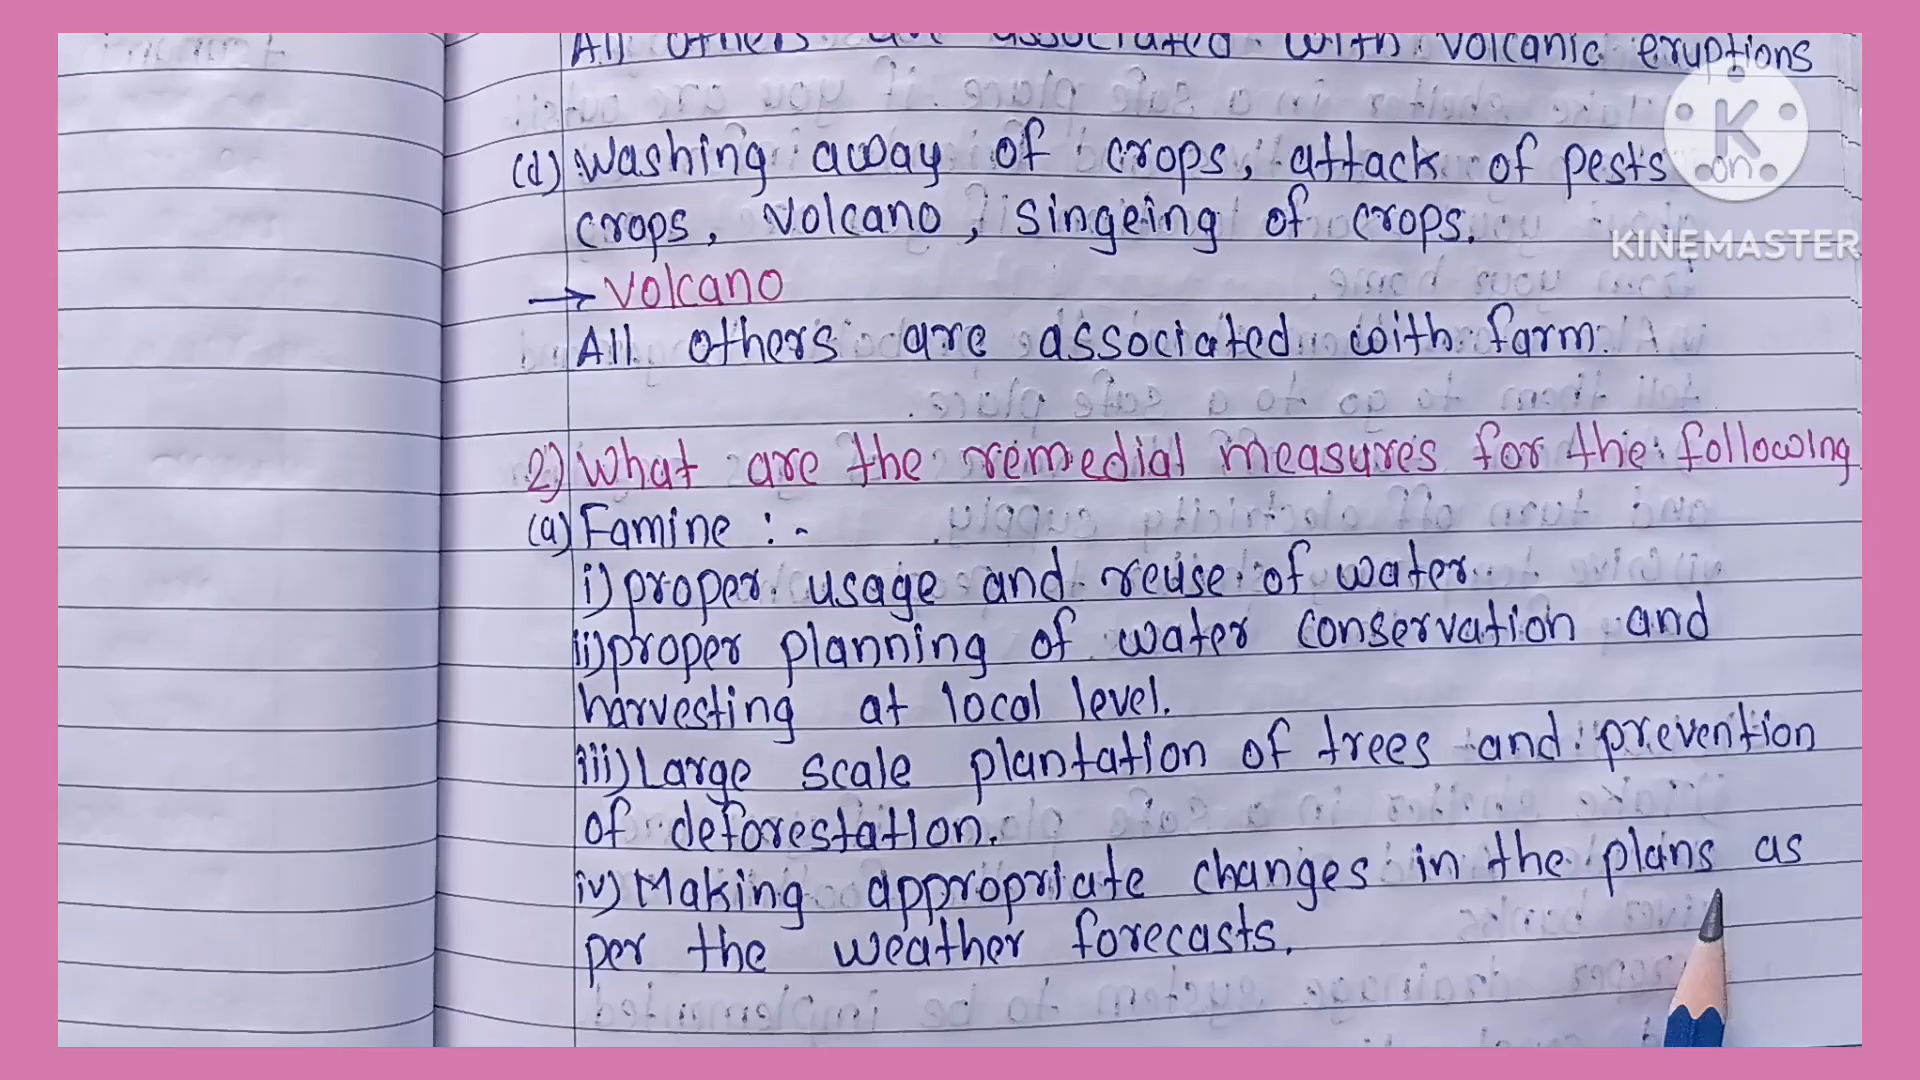 All others are associated with volcanic eruptions
(d) Washing away of crops, attack of pests on
crops, Volcano, Singeing of crops.
→ Volcano
All others are associated with farm.
2) What are the remedial measures for the following
(a) Famine :-
i) proper usage and reuse of water.
ii) proper planning of water conservation and
harvesting at local level.
iii) Large scale plantation of trees and prevention
of deforestation.
iv) Making appropriate changes in the plans as
per the weather forecasts.
K
KINEMASTER